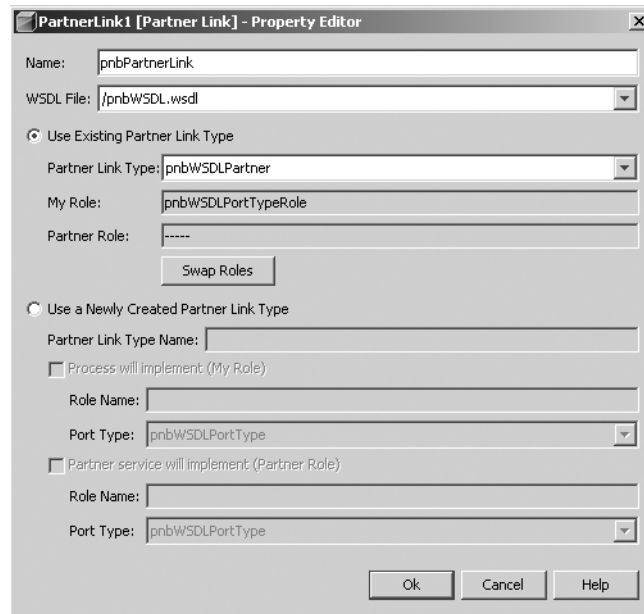 PartnerLink1 [Partner Link] - Property Editor
Name: pnbPartnerLink
WSDL File: /pnbWSDL.wsdl
Use Existing Partner Link Type
Partner Link Type: pnbWSDLPartner
My Role: pnbWSDLPortTypeRole
Partner Role: -----
Swap Roles
Use a Newly Created Partner Link Type
Partner Link Type Name:
Process will implement (My Role)
Role Name:
Port Type: pnbWSDLPortType
Partner service will implement (Partner Role)
Role Name:
Port Type: pnbWSDLPortType
Ok Cancel Help